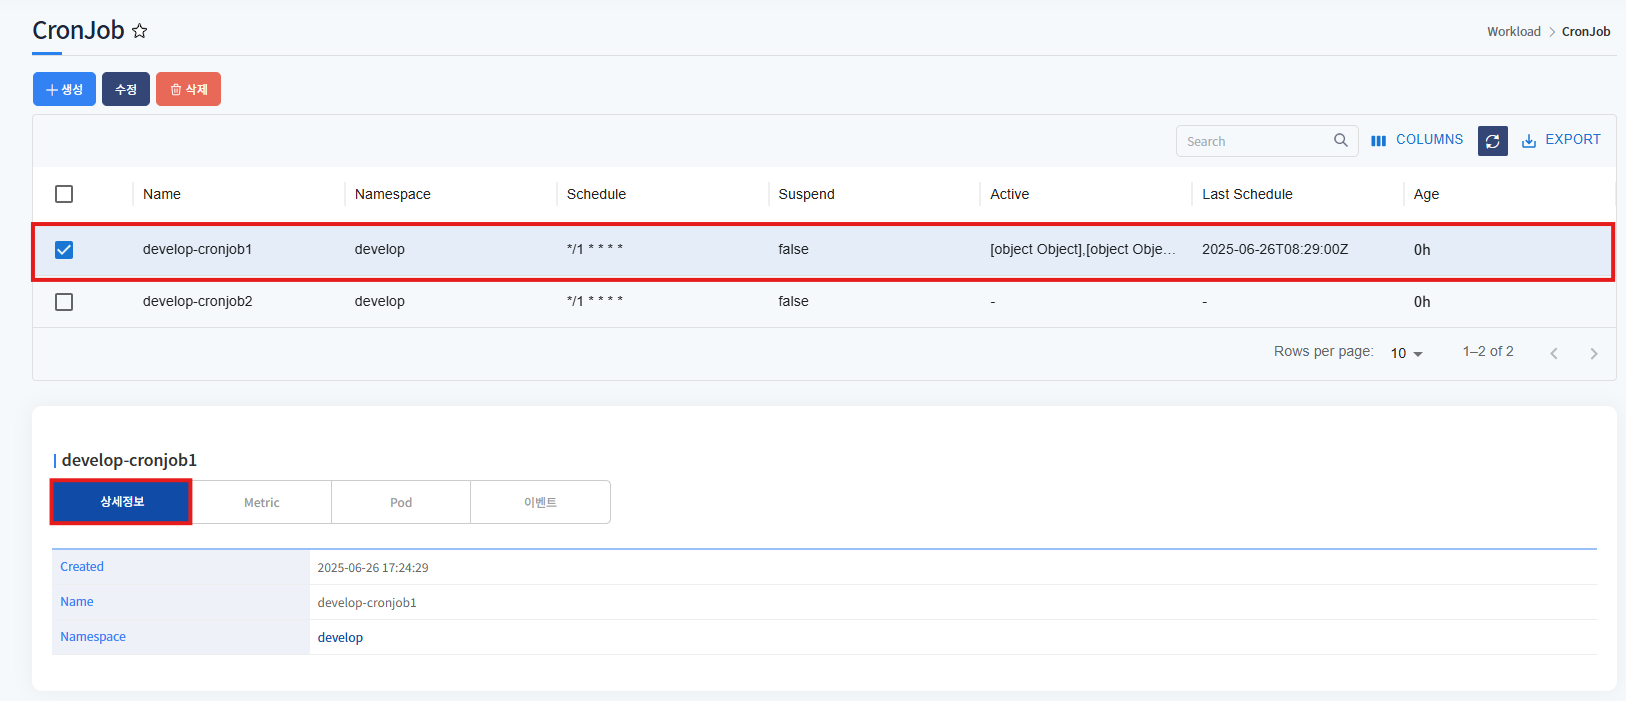 CronJob
Workload > CronJob
생성 수정 삭제
Search COLUMNS EXPORT
Name Namespace Schedule Suspend Active Last Schedule Age
develop-cronjob1 develop */1 * * * * false [object Object],[object Obje... 2025-06-26T08:29:00Z 0h
develop-cronjob2 develop */1 * * * * false - - 0h
Rows per page: 10 1–2 of 2
develop-cronjob1
상세정보 Metric Pod 이벤트
Created 2025-06-26 17:24:29
Name develop-cronjob1
Namespace develop